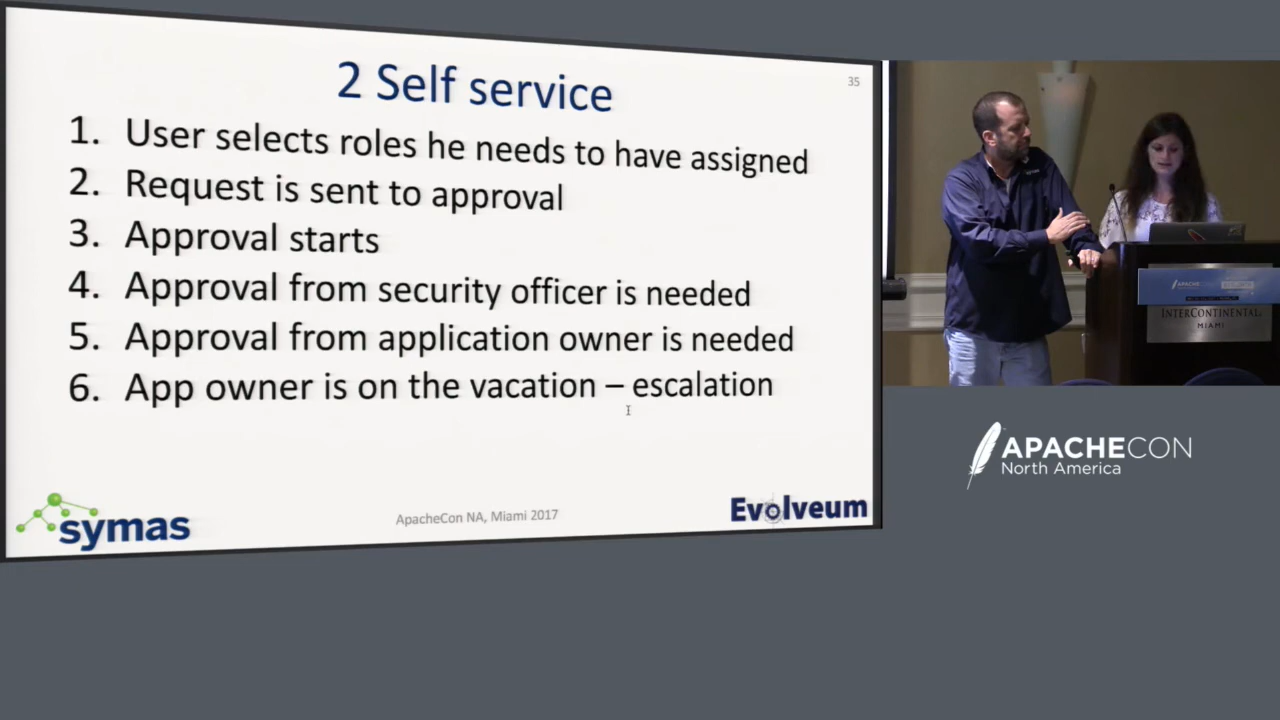 2 Self service
35
1. User selects roles he needs to have assigned
2. Request is sent to approval
3. Approval starts
4. Approval from security officer is needed
5. Approval from application owner is needed
6. App owner is on the vacation – escalation
symas
ApacheCon NA, Miami 2017
Evolveum
APACHE
INTERCONTINENTAL
MIAMI
APACHECON
North America